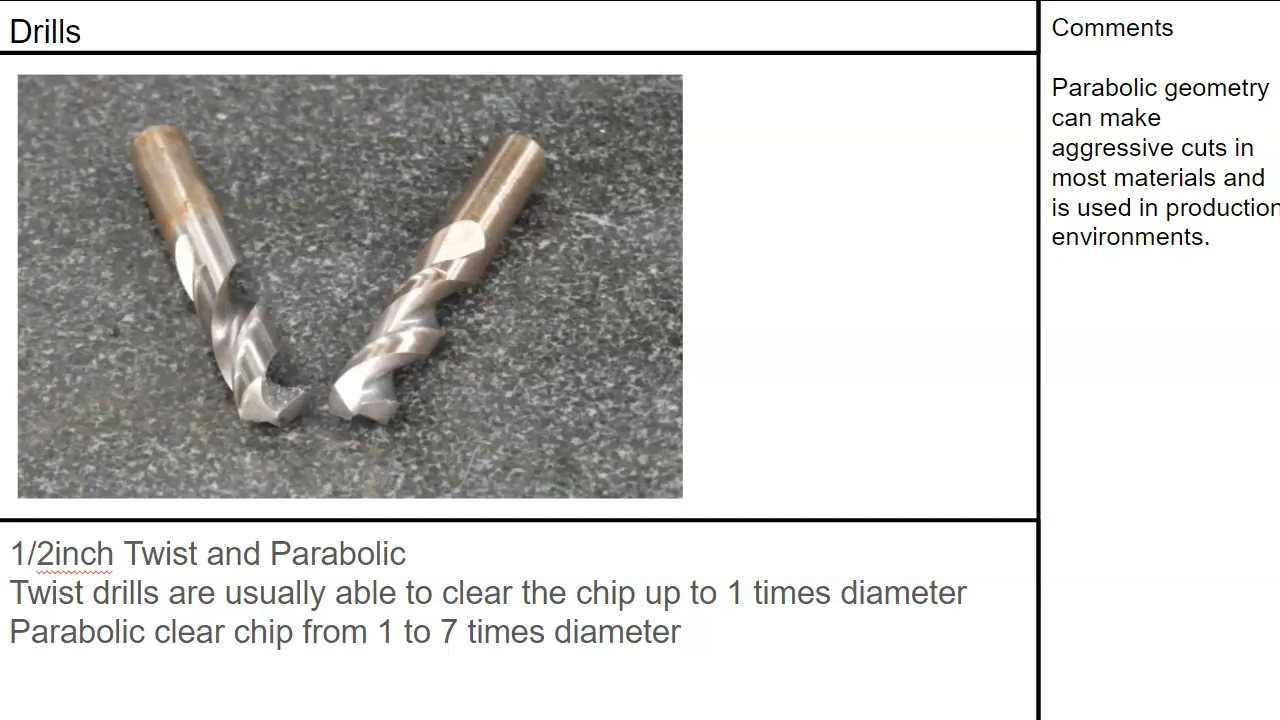 Drills
1/2inch Twist and Parabolic
Twist drills are usually able to clear the chip up to 1 times diameter
Parabolic clear chip from 1 to 7 times diameter
Comments
Parabolic geometry
can make
aggressive cuts in
most materials and
is used in production
environments.